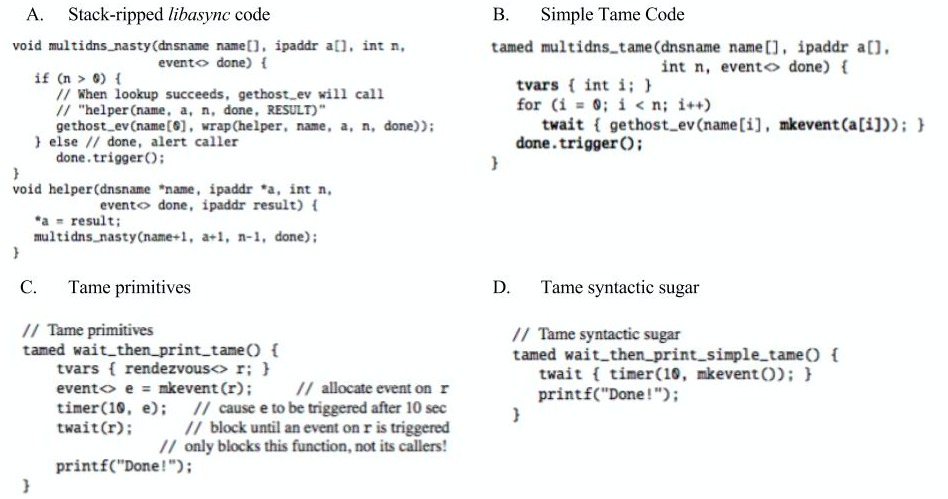 A. Stack-ripped libasync code
void multidns_nasty(dnsname name[], ipaddr a[], int n,
event<> done) {
if (n > 0) {
// When lookup succeeds, gethost_ev will call
// "helper(name, a, n, done, RESULT)"
gethost_ev(name[0], wrap(helper, name, a, n, done));
} else // done, alert caller
done.trigger();
}
void helper(dnsname *name, ipaddr *a, int n,
event<> done, ipaddr result) {
*a = result;
multidns_nasty(name+1, a+1, n-1, done);
}
B. Simple Tame Code
tamed multidns_tame(dnsname name[], ipaddr a[],
int n, event<> done) {
tvars { int i; }
for (i = 0; i < n; i++)
twait { gethost_ev(name[i], mkevent(a[i])); }
done.trigger();
}
C. Tame primitives
// Tame primitives
tamed wait_then_print_tame() {
tvars { rendezvous<> r; }
event<> e = mkevent(r); // allocate event on r
timer(10, e); // cause e to be triggered after 10 sec
twait(r); // block until an event on r is triggered
// only blocks this function, not its callers!
printf("Done!");
}
D. Tame syntactic sugar
// Tame syntactic sugar
tamed wait_then_print_simple_tame() {
twait { timer(10, mkevent()); }
printf("Done!");
}